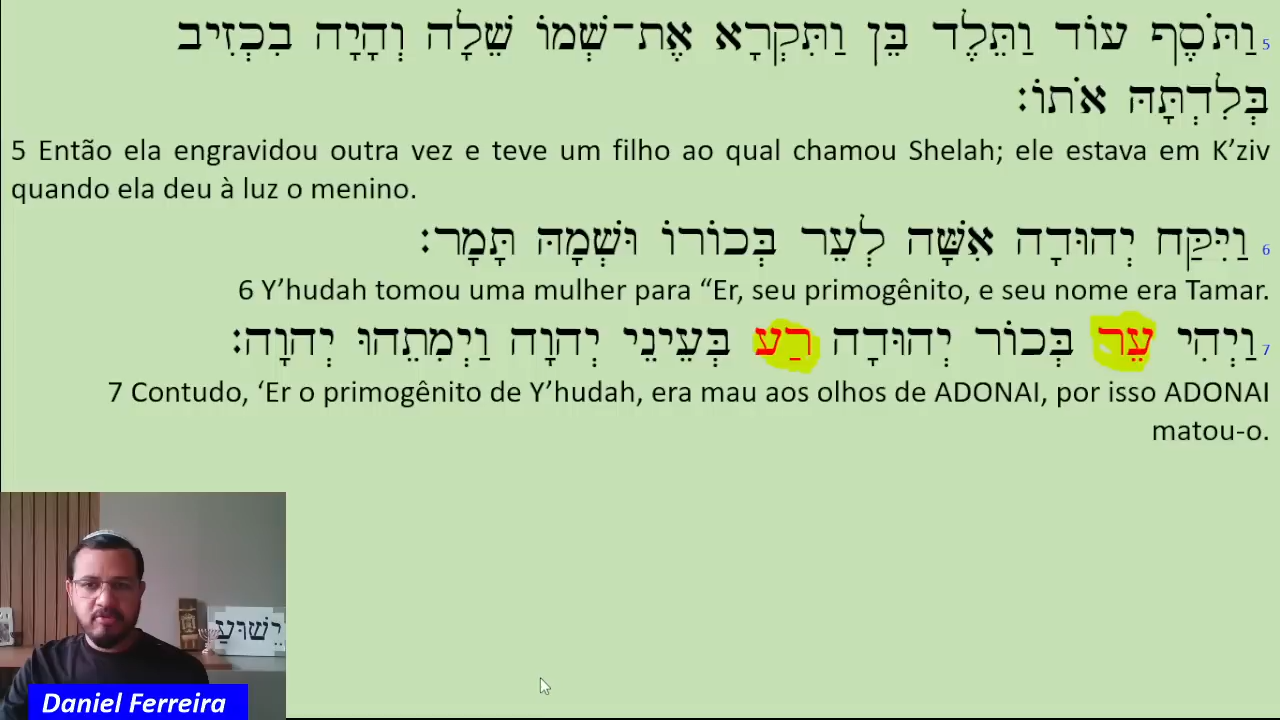 5 וַתֹּסֶף עוֹד וַתֵּלֶד בֵּן וַתִּקְרָא אֶת־שְׁמוֹ שֵׁלָה וְהָיָה בִכְזִיב
בְּלִדְתָּהּ אֹתוֹ׃
5 Então ela engravidou outra vez e teve um filho ao qual chamou Shelah; ele estava em K’ziv
quando ela deu à luz o menino.
6 וַיִּקַּח יְהוּדָה אִשָּׁה לְעֵר בְּכוֹרוֹ וּשְׁמָהּ תָּמָר׃
6 Y’hudah tomou uma mulher para “Er, seu primogênito, e seu nome era Tamar.
7 וַיְהִי עֵר בְּכוֹר יְהוּדָה רַע בְּעֵינֵי יְהוָה וַיְמִתֵהוּ יְהוָה׃
7 Contudo, ‘Er o primogênito de Y’hudah, era mau aos olhos de ADONAI, por isso ADONAI
matou-o.
יֵשׁוּעַ
Daniel Ferreira